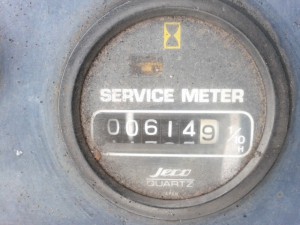 SERVICE METER
006149 1/10
H
JECO
QUARTZ